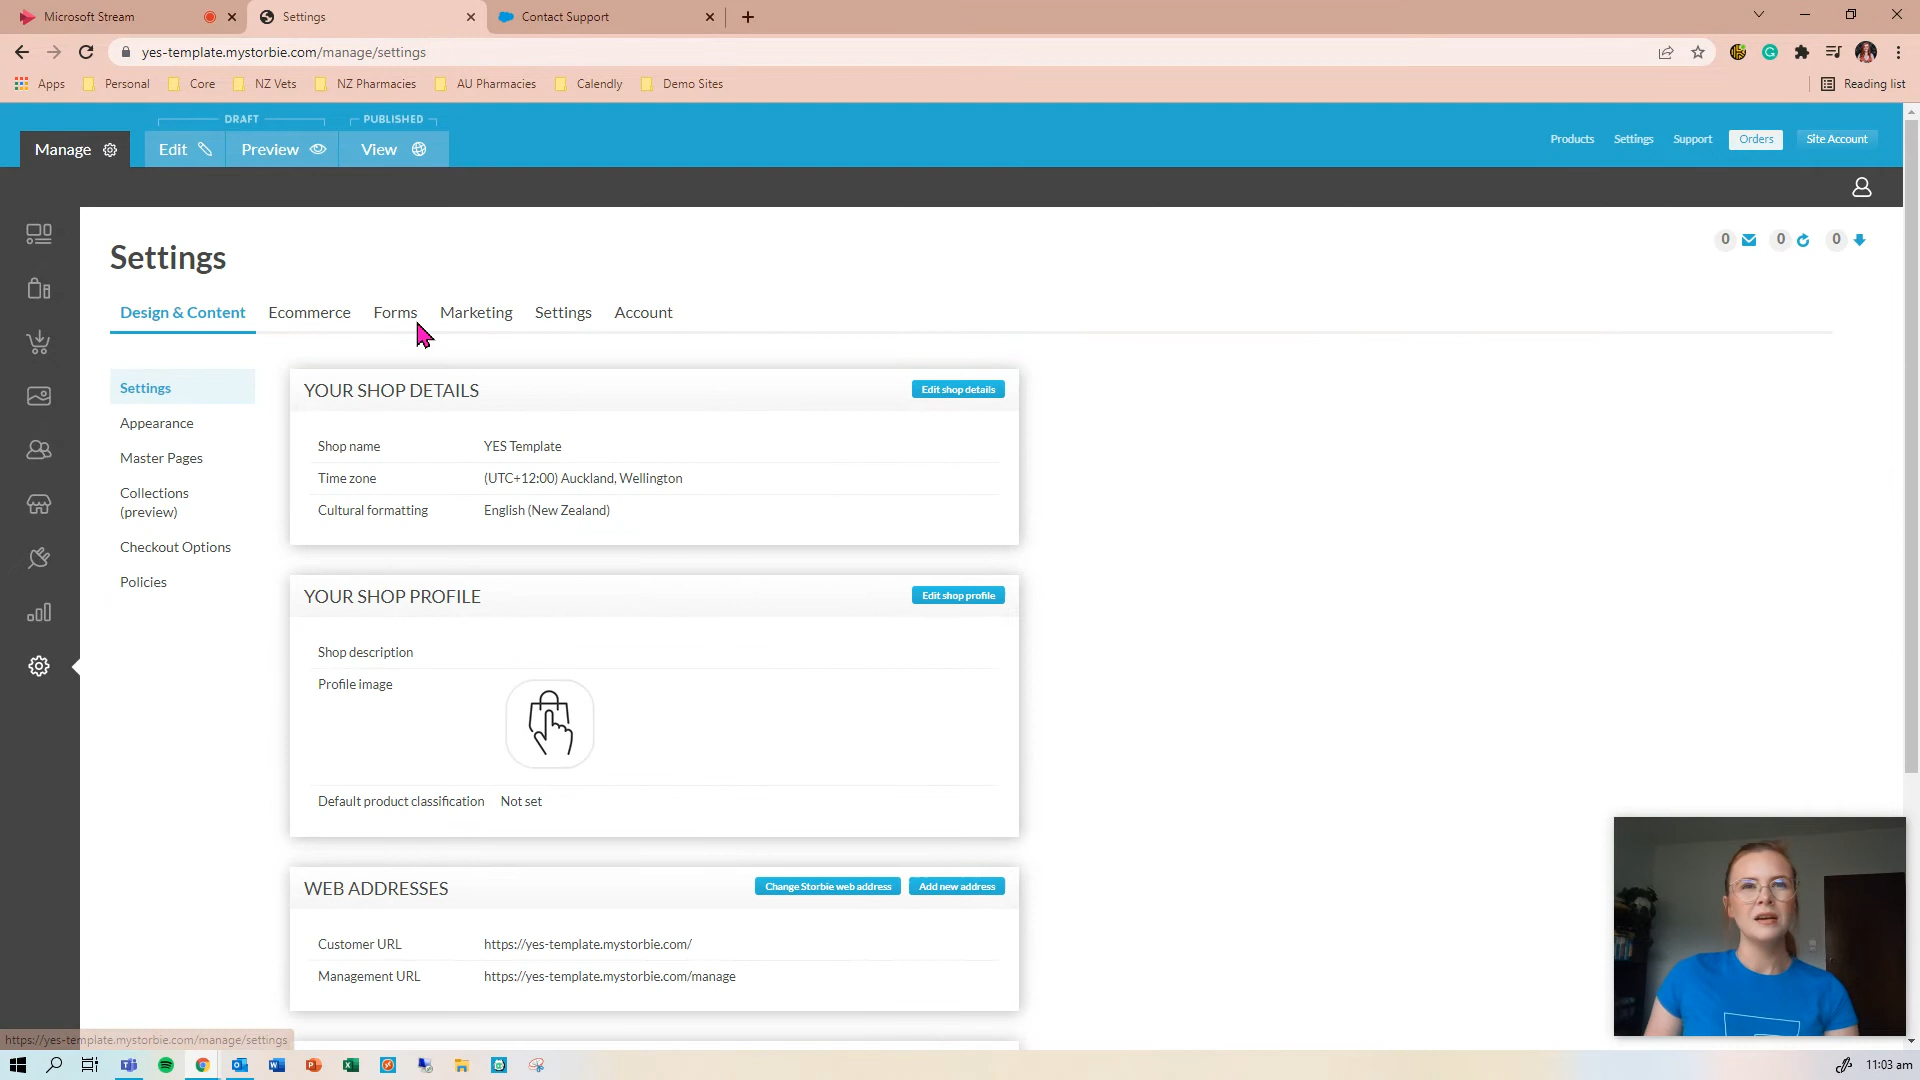 Microsoft Stream
Settings
Contact Support
yes-template.mystorbie.com/manage/settings
Apps
Personal
Core
NZ Vets
NZ Pharmacies
AU Pharmacies
Calendly
Demo Sites
Reading list
DRAFT
PUBLISHED
Manage
Edit
Preview
View
Products
Settings
Support
Orders
Site Account
Settings
0
0
0
Design & Content
Ecommerce
Forms
Marketing
Settings
Account
Settings
Appearance
Master Pages
Collections
(preview)
Checkout Options
Policies
YOUR SHOP DETAILS
Edit shop details
Shop name
YES Template
Time zone
(UTC+12:00) Auckland, Wellington
Cultural formatting
English (New Zealand)
YOUR SHOP PROFILE
Edit shop profile
Shop description
Profile image
Default product classification
Not set
WEB ADDRESSES
Change Storbie web address
Add new address
Customer URL
https://yes-template.mystorbie.com/
Management URL
https://yes-template.mystorbie.com/manage
https://yes-template.mystorbie.com/manage/settings
11:03 am